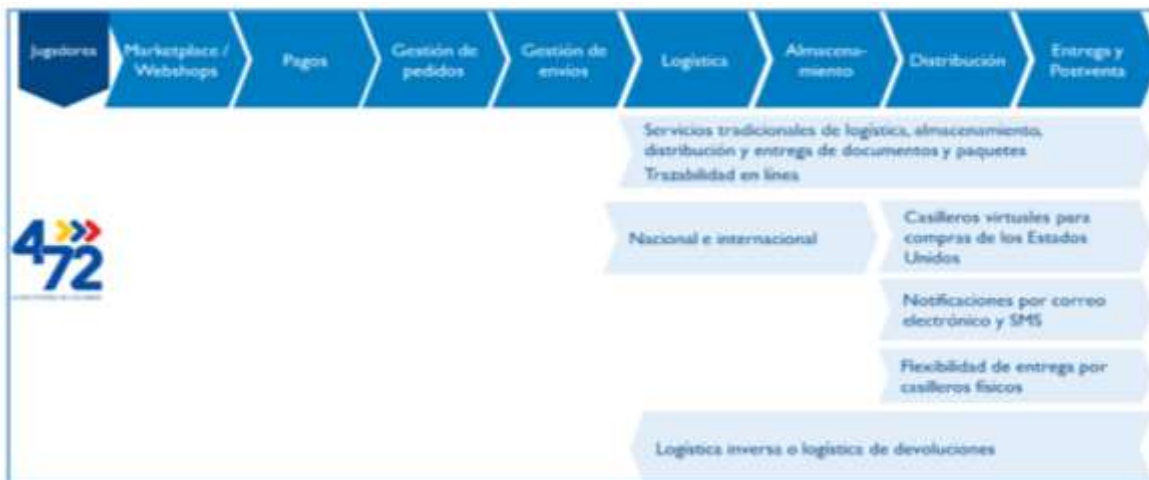 Jugadores
Marketplace /
Webshops
Pagos
Gestión de
pedidos
Gestión de
envíos
Logística
Almacena-
miento
Distribución
Entrega y
Postventa
Servicios tradicionales de logística, almacenamiento,
distribución y entrega de documentos y paquetes
Trazabilidad en línea
472
Nacional e internacional
Casilleros virtuales para
compras de los Estados
Unidos
Notificaciones por correo
electrónico y SMS
Flexibilidad de entrega por
casilleros físicos
Logística inversa o logística de devoluciones